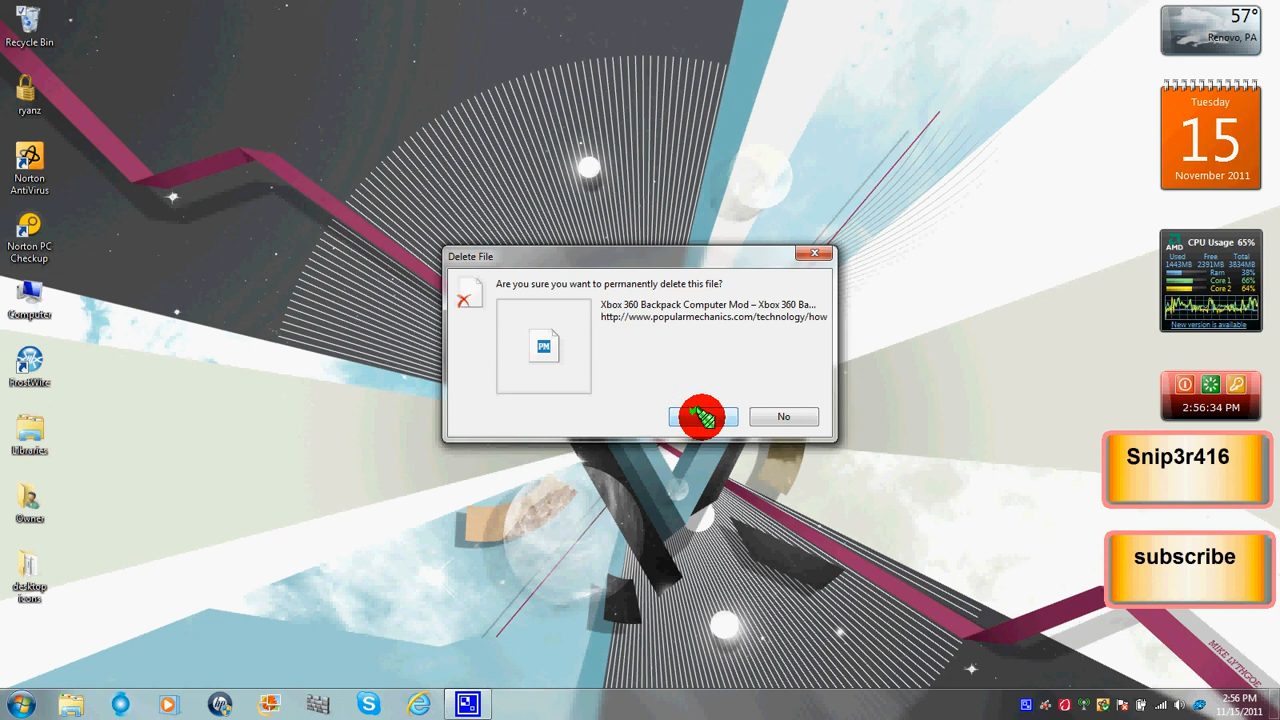 Recycle Bin
ryanz
Norton
AntiVirus
Norton PC
Checkup
Computer
FrostWire
Libraries
Owner
desktop
icons
Delete File
Are you sure you want to permanently delete this file?
Xbox 360 Backpack Computer Mod – Xbox 360 Ba...
http://www.popularmechanics.com/technology/how
PM
No
57°
Renovo, PA
Tuesday
15
November 2011
AMD
CPU Usage 65%
Used Free Total
1443MB 2391MB 3834MB
Ram 38%
Core 1 66%
Core 2 64%
New version is available
2:56:34 PM
Snip3r416
subscribe
MIKE LYTHGOE
hp
2:56 PM
11/15/2011